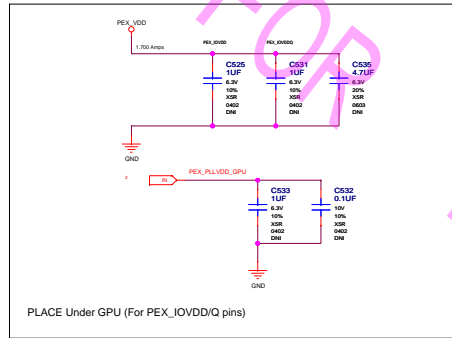 PEX_VDD
1.700 Amps
PEX_IOVDD
PEX_IOVDDQ
C525
1UF
6.3V
10%
X5R
0402
DNI
C531
1UF
6.3V
10%
X5R
0402
DNI
C535
4.7UF
6.3V
20%
X5R
0603
DNI
GND
2
IN
PEX_PLLVDD_GPU
C533
1UF
6.3V
10%
X5R
0402
DNI
C532
0.1UF
10V
10%
X5R
0402
DNI
GND
PLACE Under GPU (For PEX_IOVDD/Q pins)
FOR